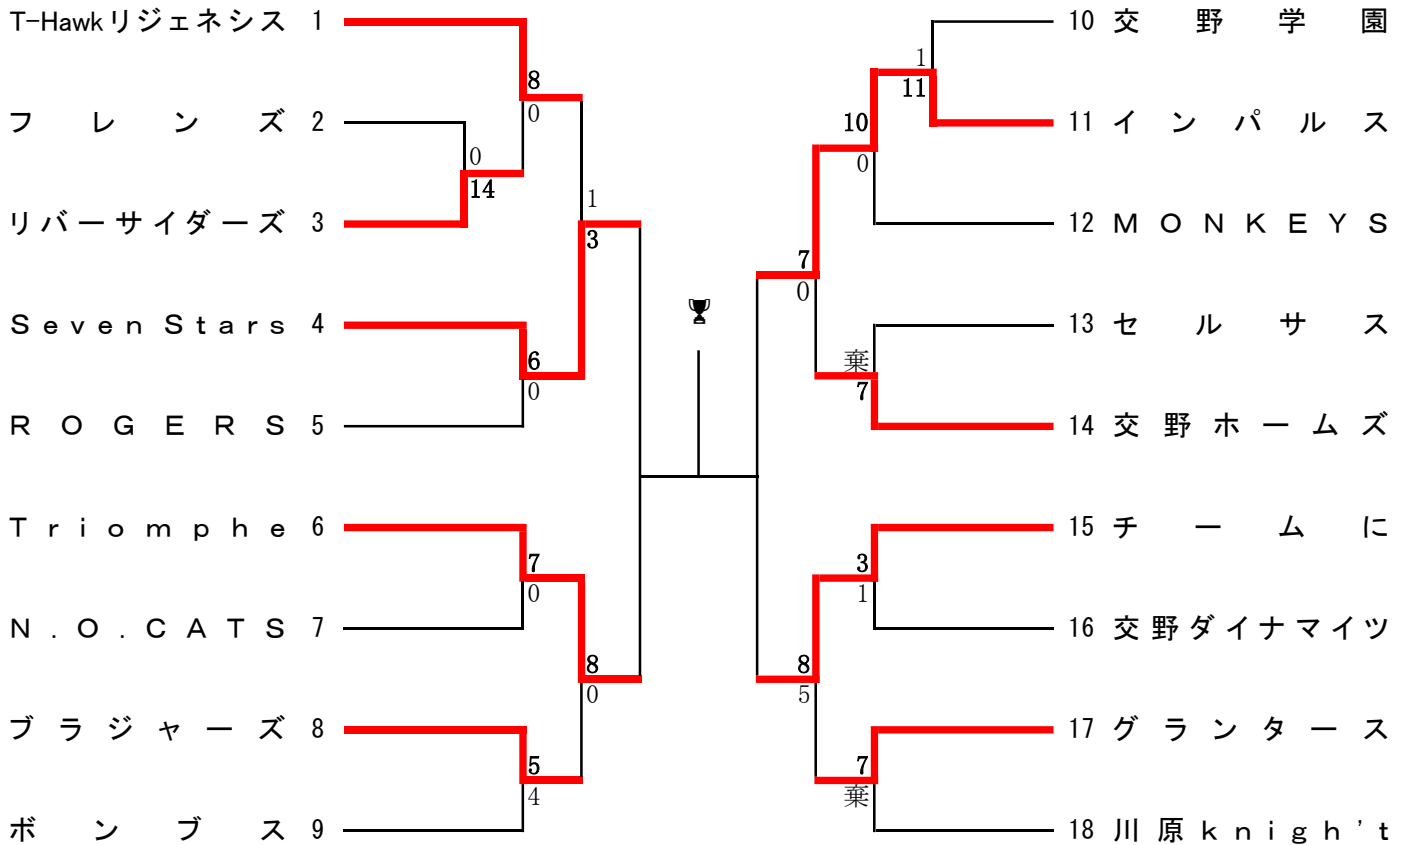 T-Hawkリジェネシス 1
8
0
フレンズ 2
0
14
リバーサイダーズ 3
1
3
Seven Stars 4
6
0
ROGERS 5
Triomphe 6
7
0
N.O.CATS 7
8
0
ブラジャーズ 8
5
4
ボンブス 9
10 交野学園
1
11
11 インパルス
10
0
12 MONKEYS
7
0
13 セルサス
棄
7
14 交野ホームズ
15 チームに
3
1
16 交野ダイナマイツ
8
5
17 グランタース
7
棄
18 川原knigh't